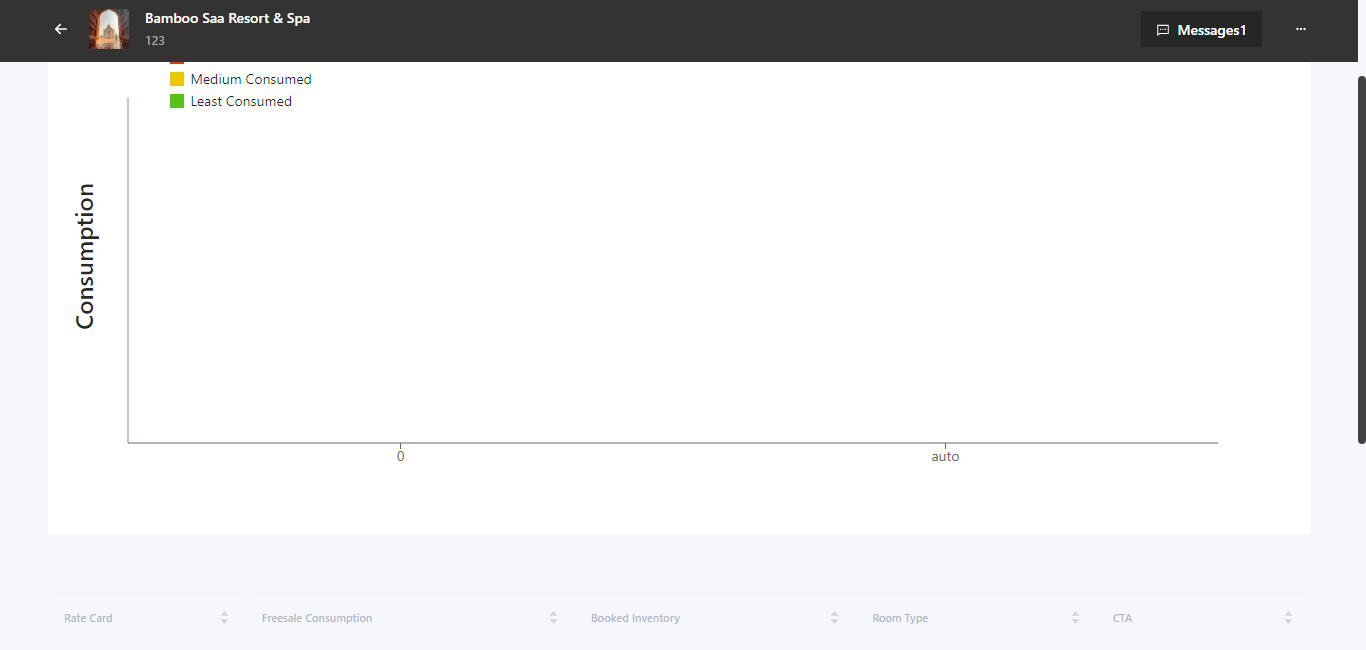 Bamboo Saa Resort & Spa
123
Messages1
Medium Consumed
Least Consumed
Consumption
0 auto
Rate Card Freesale Consumption Booked Inventory Room Type CTA